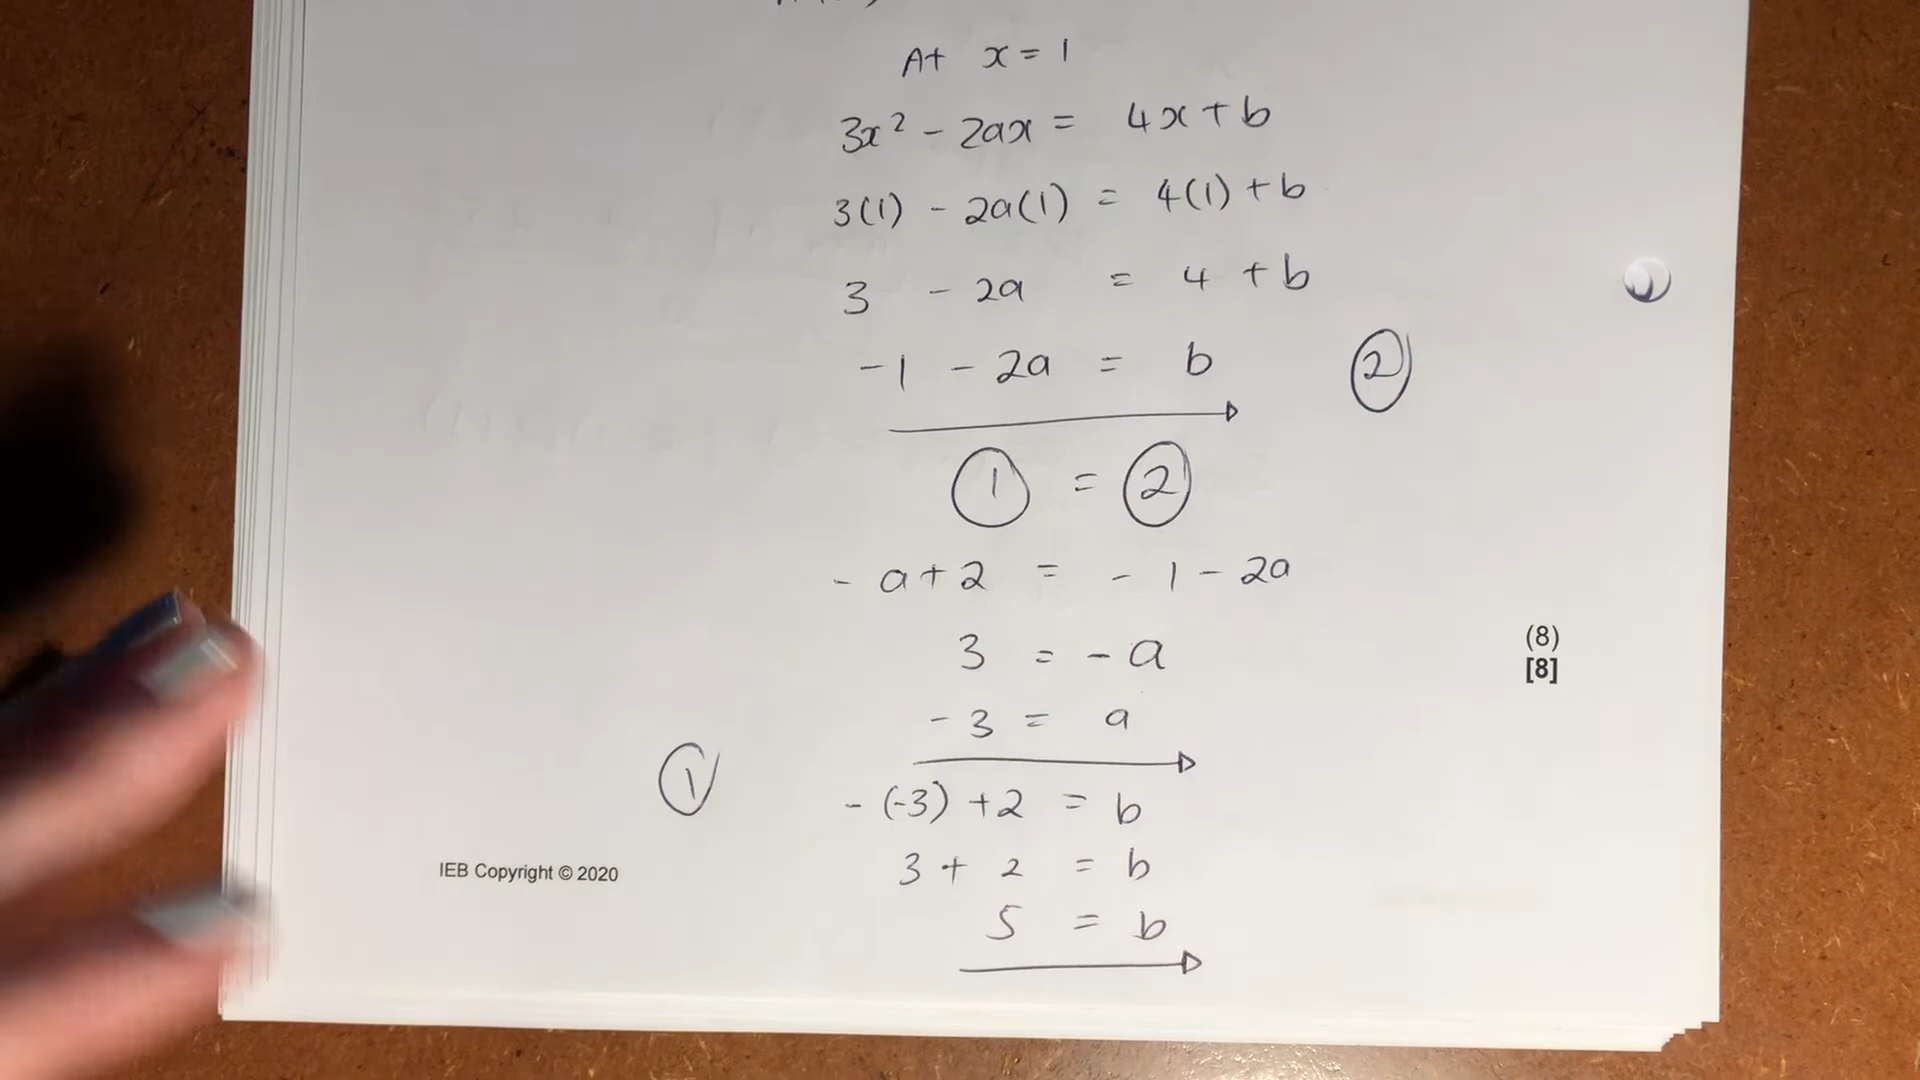 At x = 1
3x² - 2ax = 4x + b
3(1) - 2a(1) = 4(1) + b
3 - 2a = 4 + b
-1 - 2a = b ②
① = ②
- a + 2 = - 1 - 2a
3 = - a
(8)
[8]
- 3 = a
① - (-3) + 2 = b
3 + 2 = b
IEB Copyright © 2020
5 = b